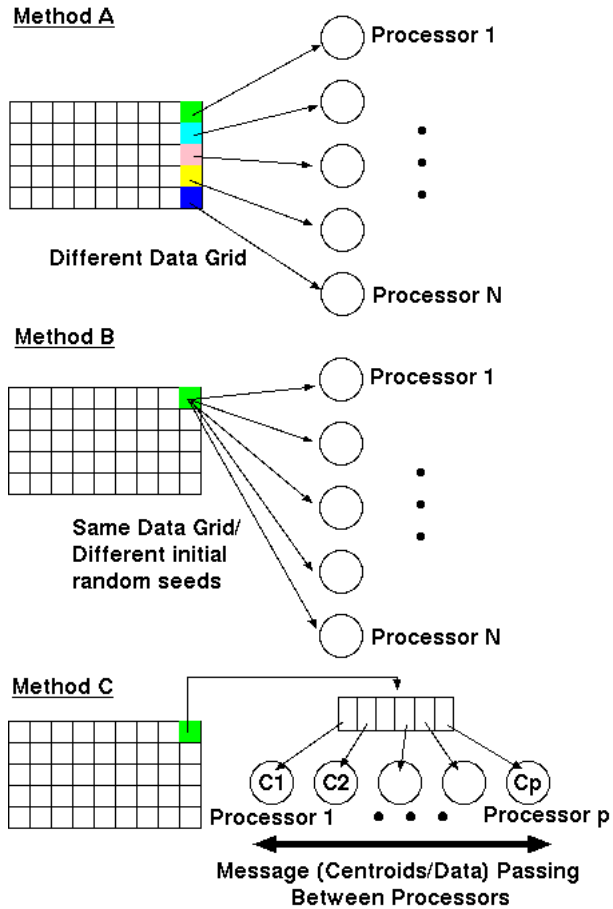 Method A
Processor 1
Different Data Grid
Processor N
Method B
Processor 1
Same Data Grid/
Different initial
random seeds
Processor N
Method C
C1 C2 Cp
Processor 1 Processor p
Message (Centroids/Data) Passing
Between Processors